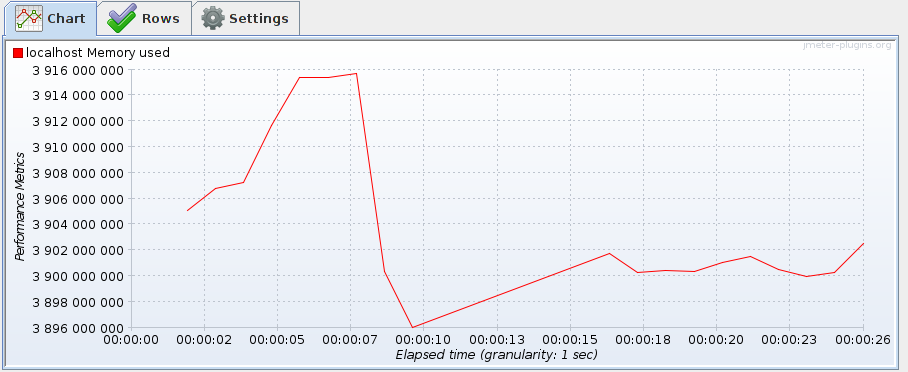 Chart Rows Settings
localhost Memory used
jmeter-plugins.org
3 916 000 000
3 914 000 000
3 912 000 000
3 910 000 000
3 908 000 000
3 906 000 000
3 904 000 000
3 902 000 000
3 900 000 000
3 898 000 000
3 896 000 000
Performance Metrics
00:00:00 00:00:02 00:00:05 00:00:07 00:00:10 00:00:13 00:00:15 00:00:18 00:00:20 00:00:23 00:00:26
Elapsed time (granularity: 1 sec)